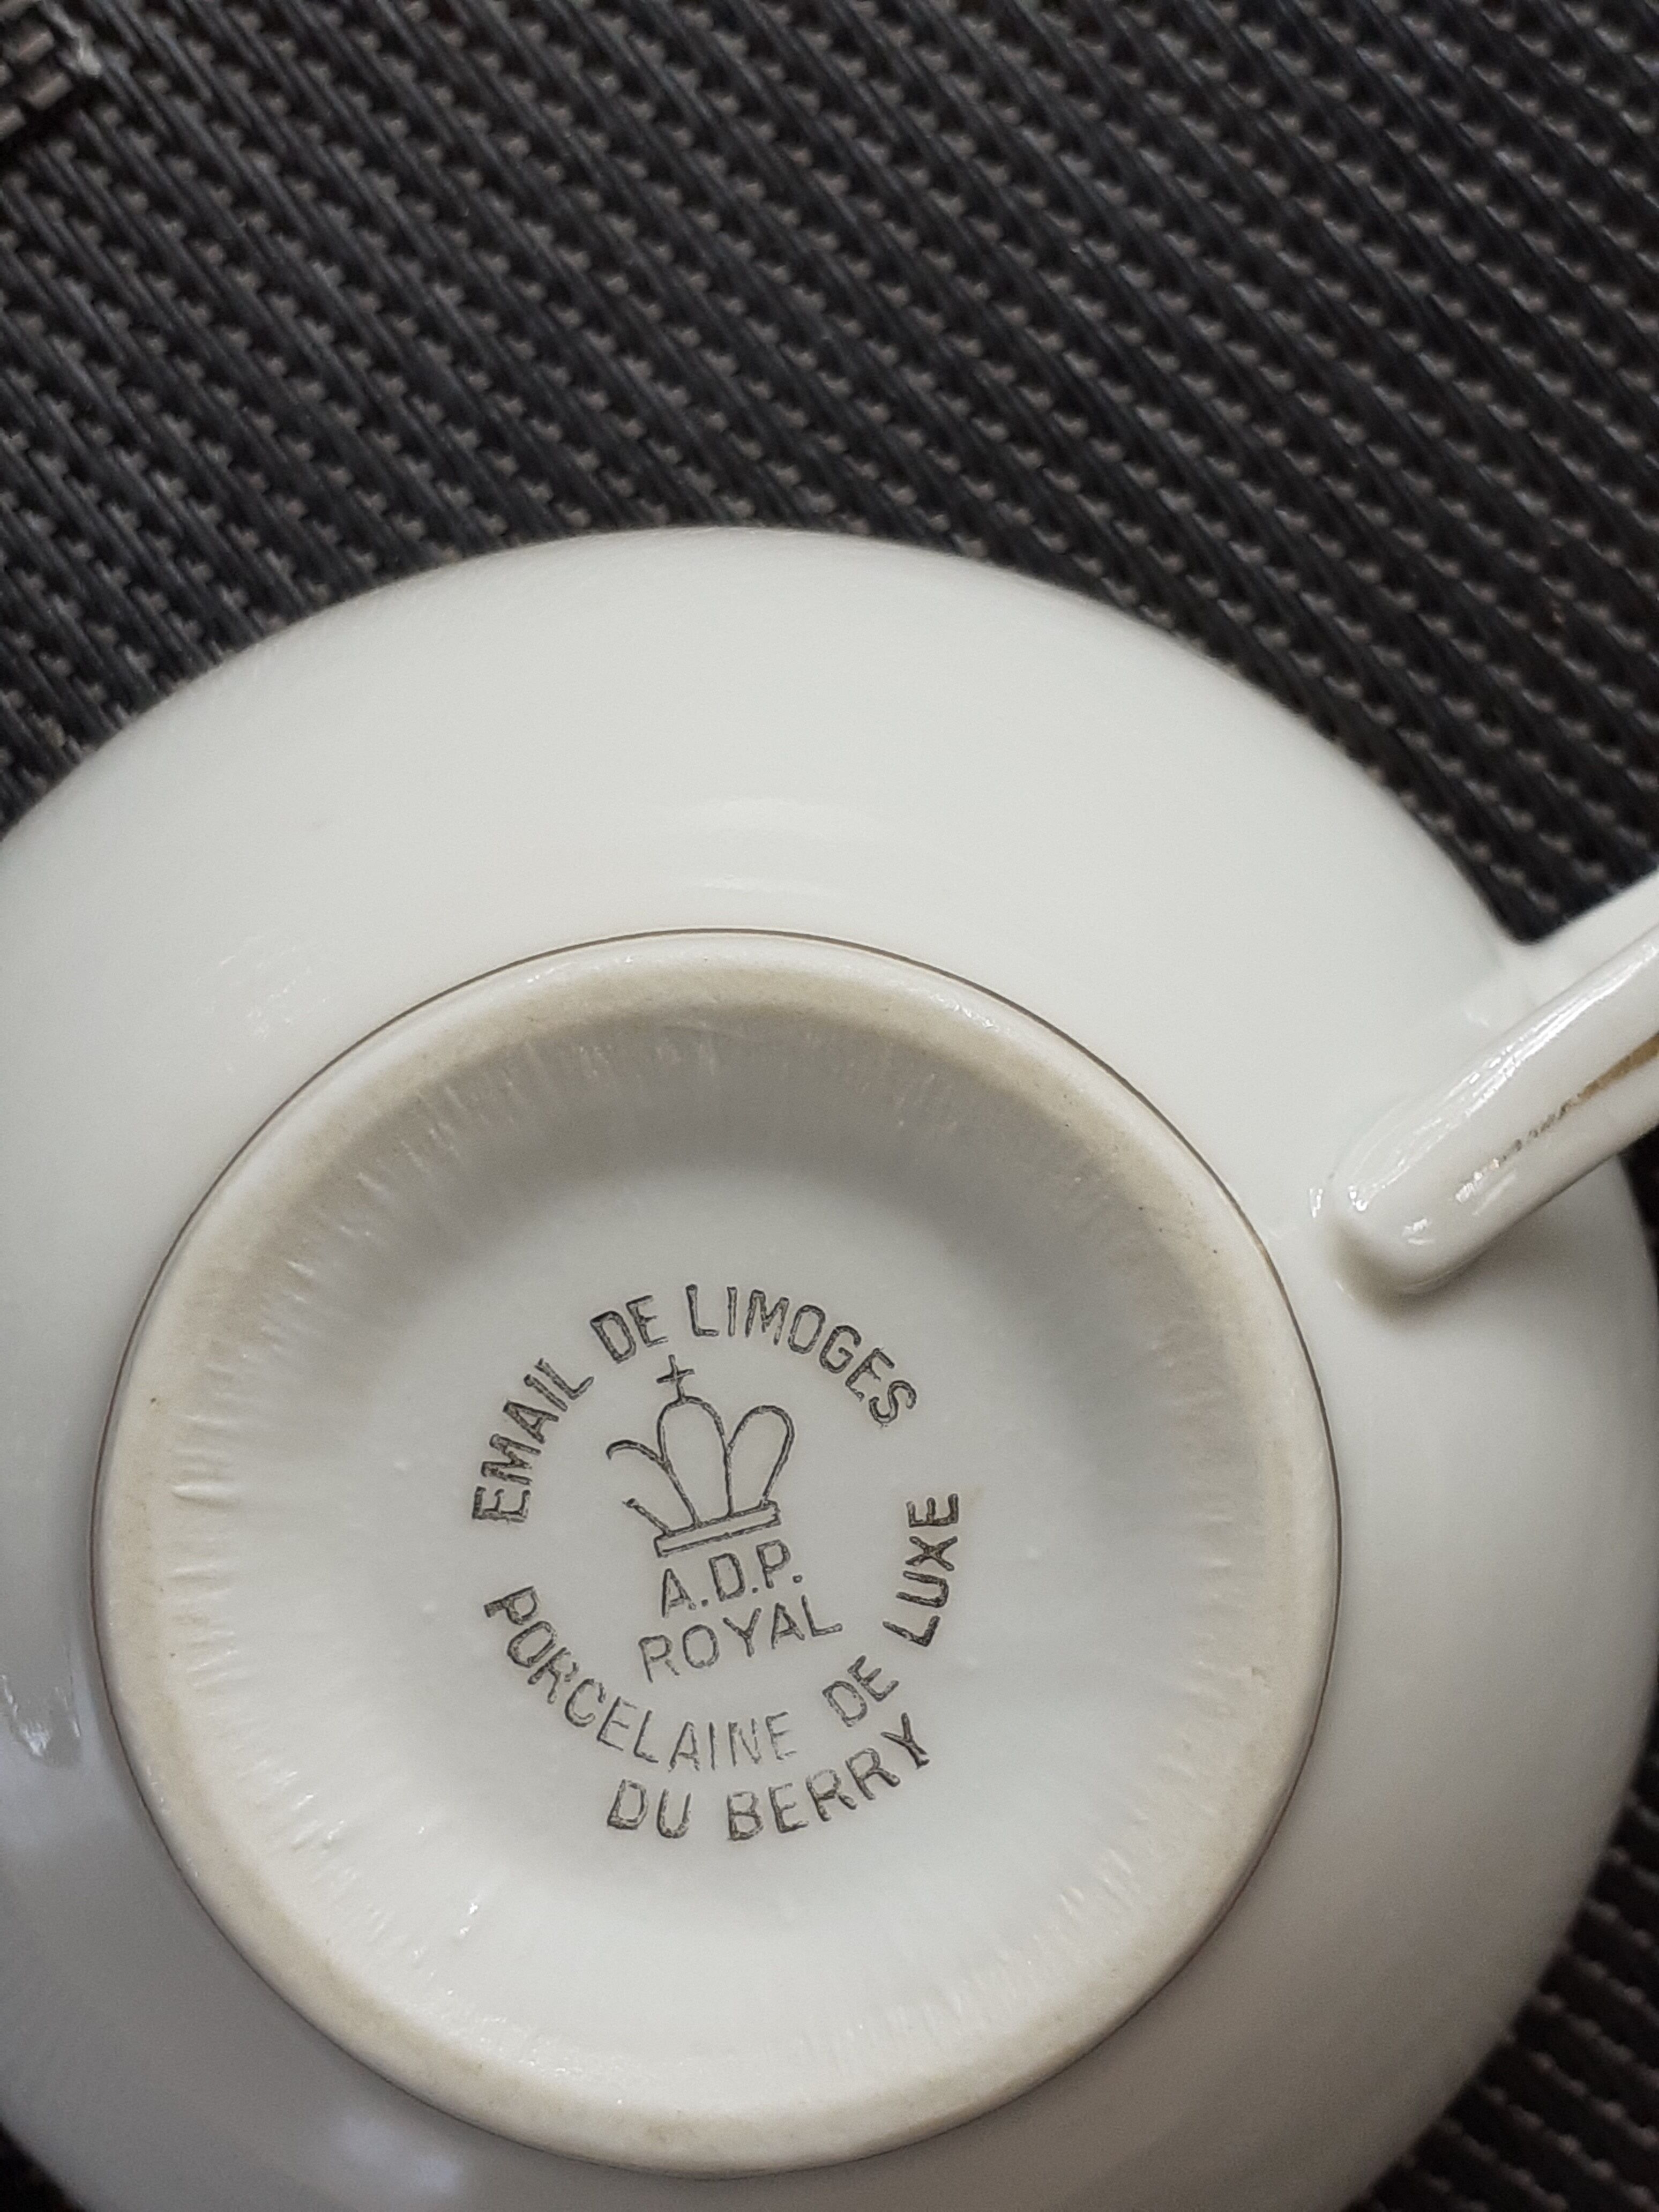 EMAIL DE LIMOGES
A.D.P.
ROYAL
PORCELAINE DE LUXE
DU BERRY